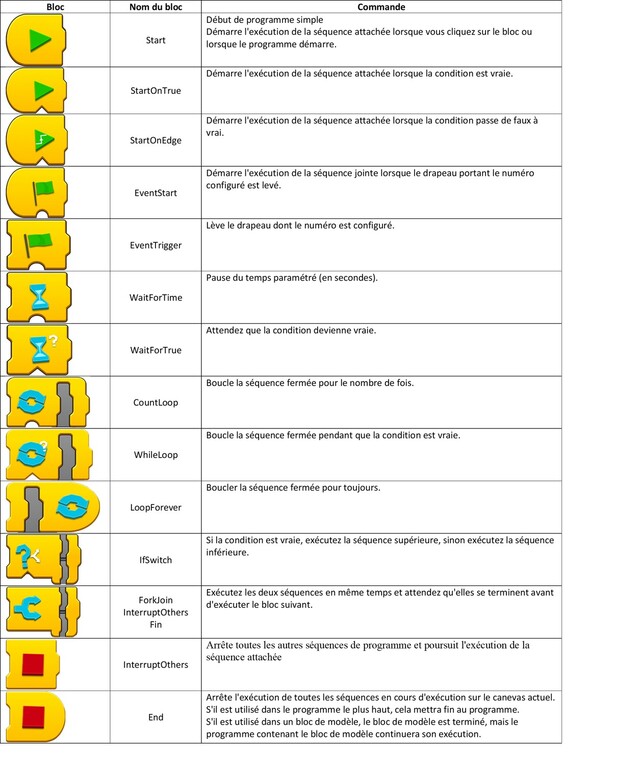 Bloc Nom du bloc Commande
Start
Début de programme simple
Démarre l'exécution de la séquence attachée lorsque vous cliquez sur le bloc ou
lorsque le programme démarre.
StartOnTrue
Démarre l'exécution de la séquence attachée lorsque la condition est vraie.
StartOnEdge
Démarre l'exécution de la séquence attachée lorsque la condition passe de faux à
vrai.
EventStart
Démarre l'exécution de la séquence jointe lorsque le drapeau portant le numéro
configuré est levé.
EventTrigger
Lève le drapeau dont le numéro est configuré.
WaitForTime
Pause du temps paramétré (en secondes).
?
WaitForTrue
Attendez que la condition devienne vraie.
CountLoop
Boucle la séquence fermée pour le nombre de fois.
?
WhileLoop
Boucle la séquence fermée pendant que la condition est vraie.
LoopForever
Boucler la séquence fermée pour toujours.
?
IfSwitch
Si la condition est vraie, exécutez la séquence supérieure, sinon exécutez la séquence
inférieure.
ForkJoin
InterruptOthers
Fin
Exécutez les deux séquences en même temps et attendez qu'elles se terminent avant
d'exécuter le bloc suivant.
InterruptOthers
Arrête toutes les autres séquences de programme et poursuit l'exécution de la
séquence attachée
End
Arrête l'exécution de toutes les séquences en cours d'exécution sur le canevas actuel.
S'il est utilisé dans le programme le plus haut, cela mettra fin au programme.
S'il est utilisé dans un bloc de modèle, le bloc de modèle est terminé, mais le
programme contenant le bloc de modèle continuera son exécution.